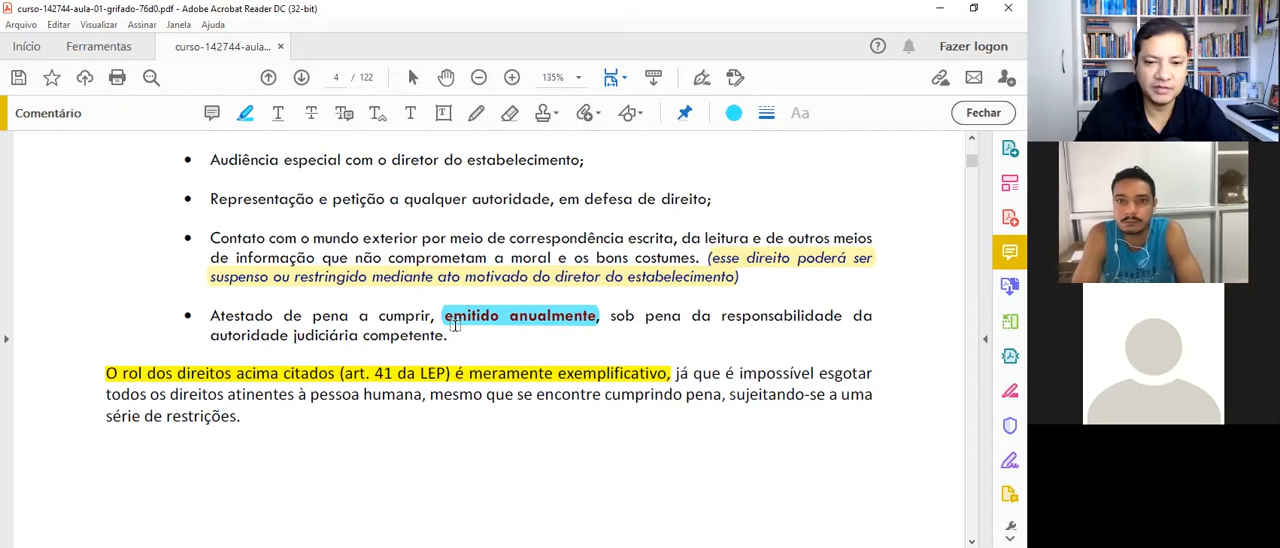 curso-142744-aula-01-grifado-76d0.pdf - Adobe Acrobat Reader DC (32-bit)
Arquivo Editar Visualizar Assinar Janela Ajuda
Início Ferramentas curso-142744-aula... × Fazer logon
4 / 122 135%
Comentário Aa Fechar
• Audiência especial com o diretor do estabelecimento;
• Representação e petição a qualquer autoridade, em defesa de direito;
• Contato com o mundo exterior por meio de correspondência escrita, da leitura e de outros meios
de informação que não comprometam a moral e os bons costumes. (esse direito poderá ser
suspenso ou restringido mediante ato motivado do diretor do estabelecimento)
• Atestado de pena a cumprir, emitido anualmente, sob pena da responsabilidade da
autoridade judiciária competente.
O rol dos direitos acima citados (art. 41 da LEP) é meramente exemplificativo, já que é impossível esgotar
todos os direitos atinentes à pessoa humana, mesmo que se encontre cumprindo pena, sujeitando-se a uma
série de restrições.